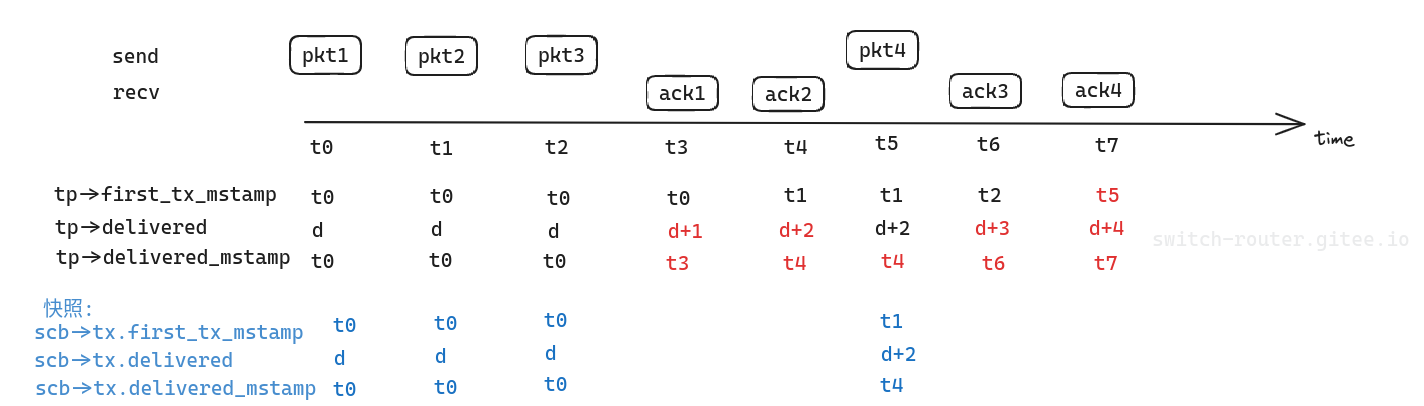 send pkt1 pkt2 pkt3 pkt4
recv ack1 ack2 ack3 ack4
t0 t1 t2 t3 t4 t5 t6 t7 time
tp->first_tx_mstamp t0 t0 t0 t0 t1 t1 t2 t5
tp->delivered d d d d+1 d+2 d+2 d+3 d+4
switch-router.gitee.io
tp->delivered_mstamp t0 t0 t0 t3 t4 t4 t6 t7
快照:
scb->tx.first_tx_mstamp t0 t0 t0 t1
scb->tx.delivered d d d d+2
scb->tx.delivered_mstamp t0 t0 t0 t4